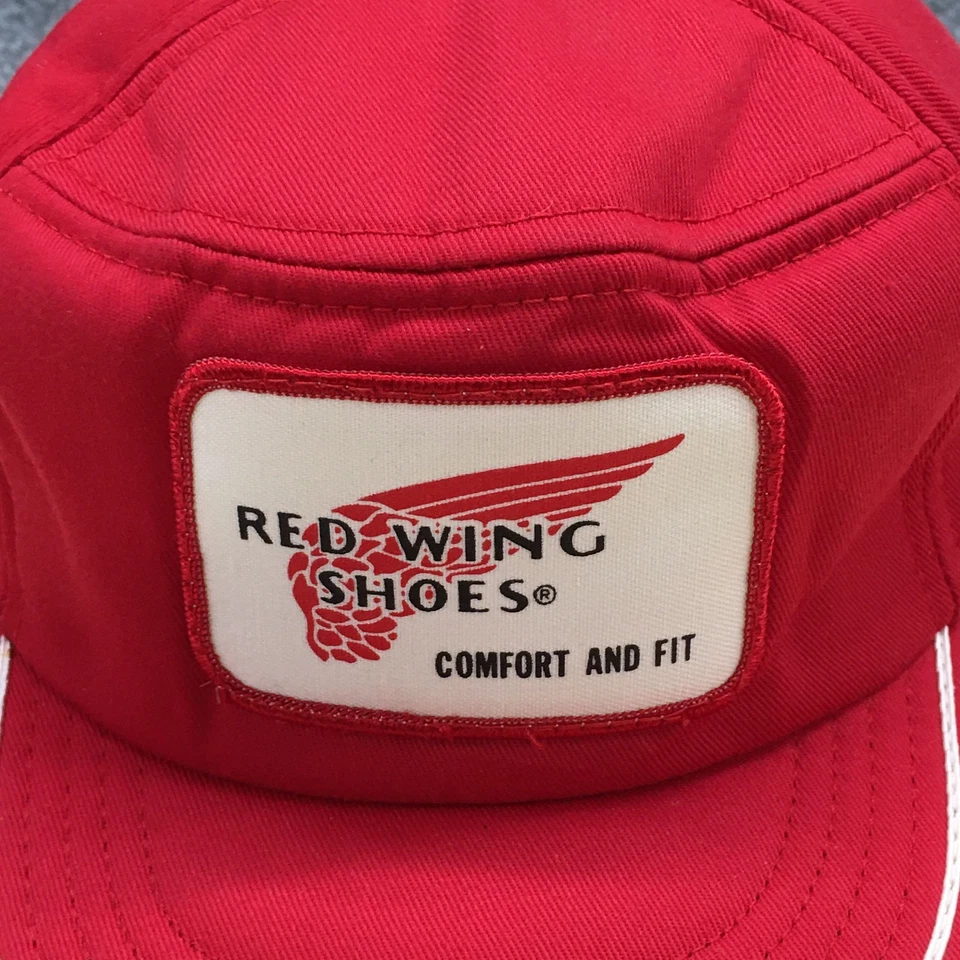 RED WING
SHOES®
COMFORT AND FIT